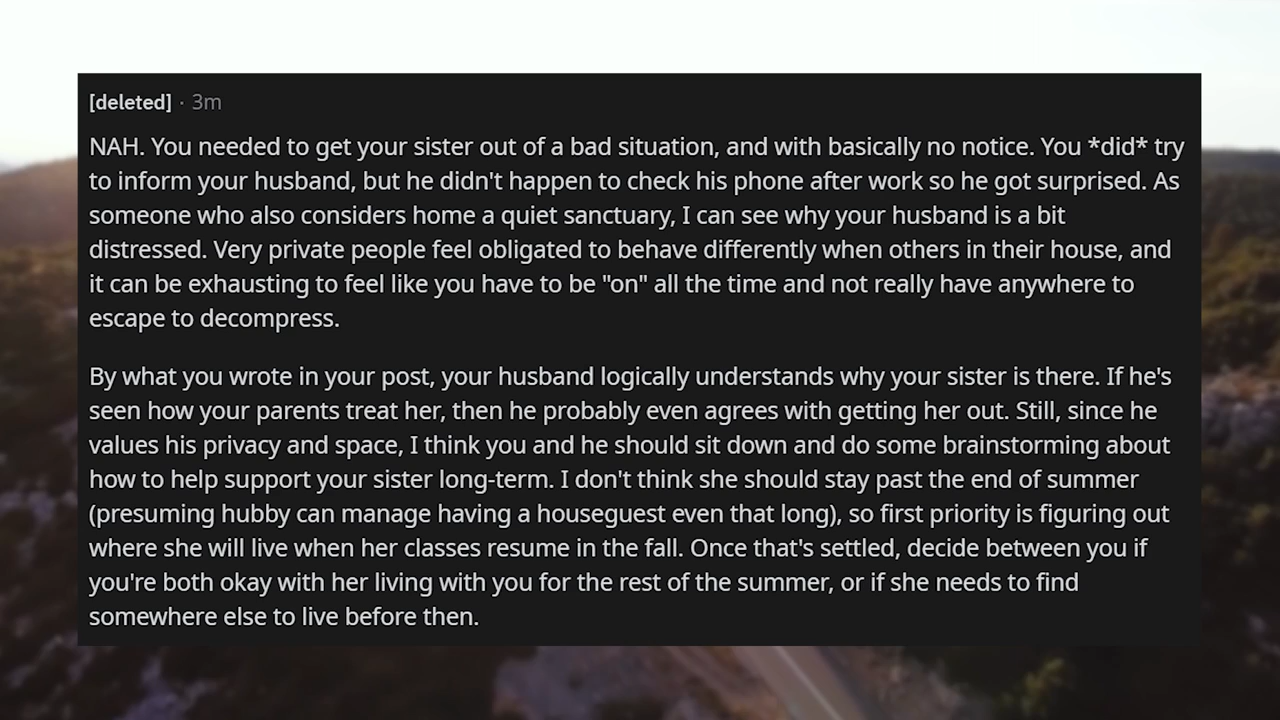 [deleted] · 3m
NAH. You needed to get your sister out of a bad situation, and with basically no notice. You *did* try
to inform your husband, but he didn't happen to check his phone after work so he got surprised. As
someone who also considers home a quiet sanctuary, I can see why your husband is a bit
distressed. Very private people feel obligated to behave differently when others in their house, and
it can be exhausting to feel like you have to be "on" all the time and not really have anywhere to
escape to decompress.
By what you wrote in your post, your husband logically understands why your sister is there. If he's
seen how your parents treat her, then he probably even agrees with getting her out. Still, since he
values his privacy and space, I think you and he should sit down and do some brainstorming about
how to help support your sister long-term. I don't think she should stay past the end of summer
(presuming hubby can manage having a houseguest even that long), so first priority is figuring out
where she will live when her classes resume in the fall. Once that's settled, decide between you if
you're both okay with her living with you for the rest of the summer, or if she needs to find
somewhere else to live before then.